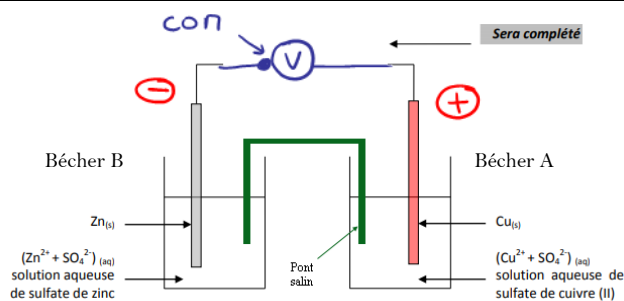 com
Sera complété
V
−
+
Bécher B
Bécher A
Zn(s)
Cu(s)
(Zn²⁺ + SO₄²⁻) (aq)
solution aqueuse
de sulfate de zinc
Pont
salin
(Cu²⁺ + SO₄²⁻) (aq)
solution aqueuse de
sulfate de cuivre (II)